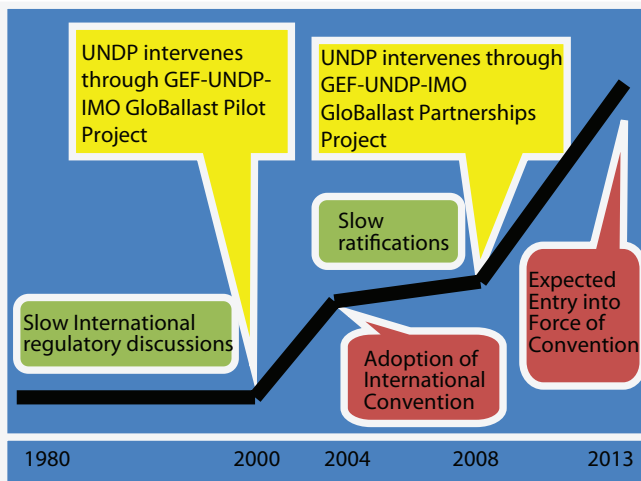 UNDP intervenes
through GEF-UNDP-
IMO GloBallast Pilot
Project
UNDP intervenes through
GEF-UNDP-IMO
GloBallast Partnerships
Project
Slow
ratifications
Slow International
regulatory discussions
Adoption of
International
Convention
Expected
Entry into
Force of
Convention
1980 2000 2004 2008 2013